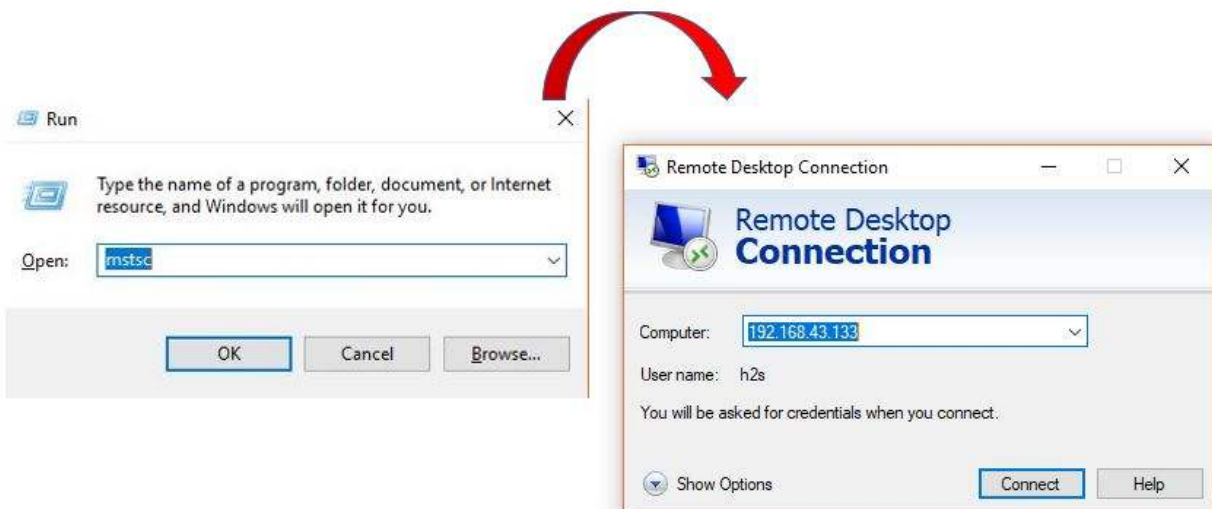 Run
Type the name of a program, folder, document, or Internet
resource, and Windows will open it for you.
Open:
mstsc
OK
Cancel
Browse...
Remote Desktop Connection
Remote Desktop
Connection
Computer:
192.168.43.133
User name: h2s
You will be asked for credentials when you connect.
Show Options
Connect
Help